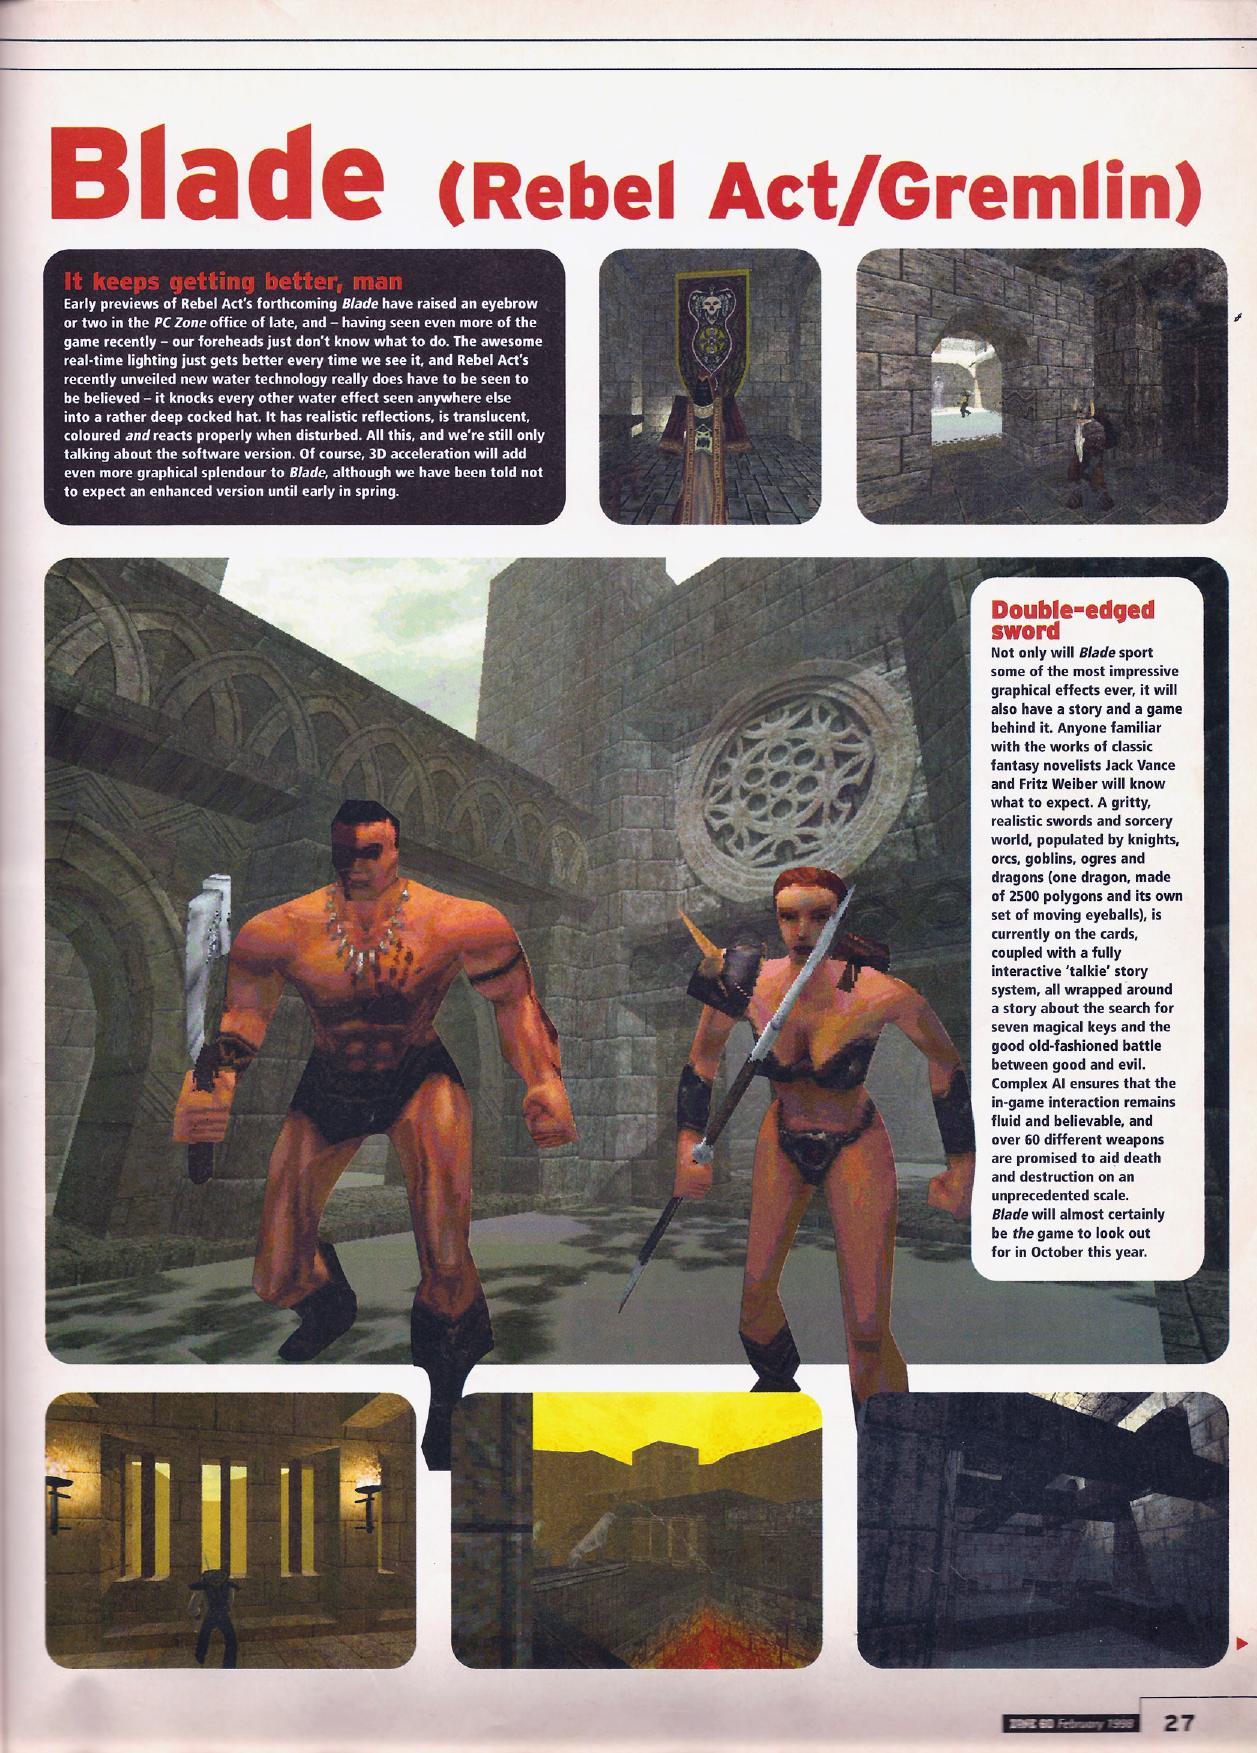 Blade (Rebel Act/Gremlin)
It keeps getting better, man
Early previews of Rebel Act's forthcoming Blade have raised an eyebrow
or two in the PC Zone office of late, and – having seen even more of the
game recently – our foreheads just don't know what to do. The awesome
real-time lighting just gets better every time we see it, and Rebel Act's
recently unveiled new water technology really does have to be seen to
be believed – it knocks every other water effect seen anywhere else
into a rather deep cocked hat. It has realistic reflections, is translucent,
coloured and reacts properly when disturbed. All this, and we're still only
talking about the software version. Of course, 3D acceleration will add
even more graphical splendour to Blade, although we have been told not
to expect an enhanced version until early in spring.
Double-edged
sword
Not only will Blade sport
some of the most impressive
graphical effects ever, it will
also have a story and a game
behind it. Anyone familiar
with the works of classic
fantasy novelists Jack Vance
and Fritz Weiber will know
what to expect. A gritty,
realistic swords and sorcery
world, populated by knights,
orcs, goblins, ogres and
dragons (one dragon, made
of 2500 polygons and its own
set of moving eyeballs), is
currently on the cards,
coupled with a fully
interactive 'talkie' story
system, all wrapped around
a story about the search for
seven magical keys and the
good old-fashioned battle
between good and evil.
Complex AI ensures that the
in-game interaction remains
fluid and believable, and
over 60 different weapons
are promised to aid death
and destruction on an
unprecedented scale.
Blade will almost certainly
be the game to look out
for in October this year.
February 1998 27